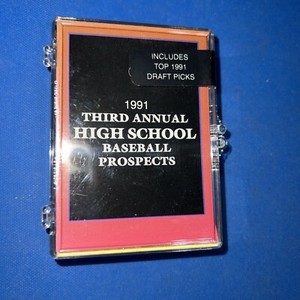 INCLUDES
TOP 1991
DRAFT PICKS
1991
THIRD ANNUAL
HIGH SCHOOL
BASEBALL
PROSPECTS